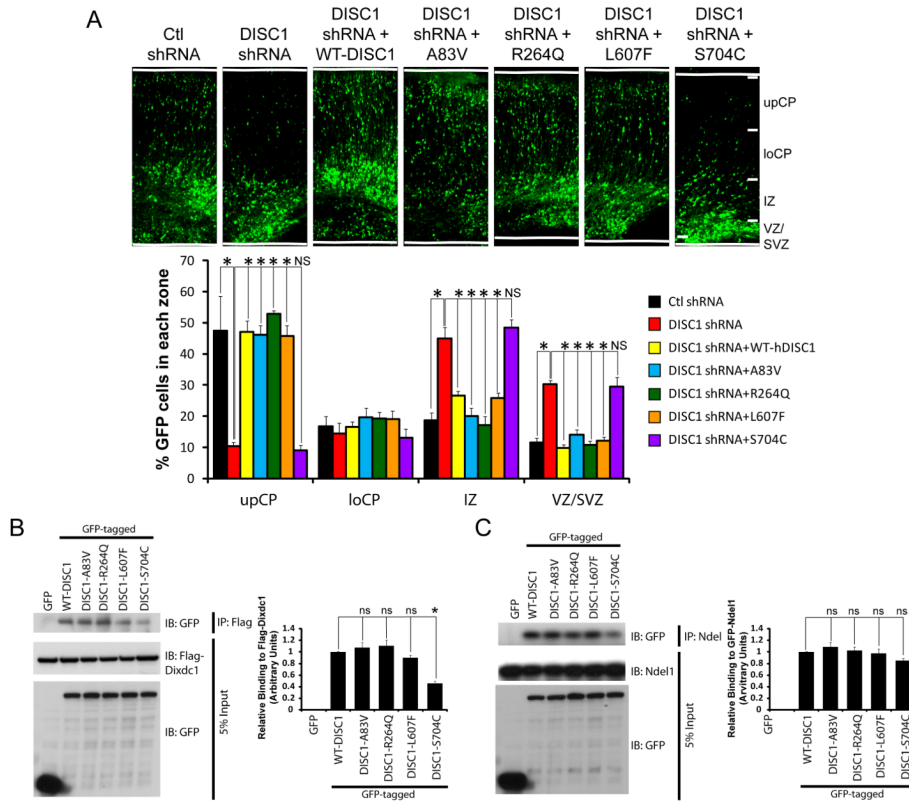 A
Ctl
shRNA
DISC1
shRNA
DISC1
shRNA +
WT-DISC1
DISC1
shRNA +
A83V
DISC1
shRNA +
R264Q
DISC1
shRNA +
L607F
DISC1
shRNA +
S704C
upCP
loCP
IZ
VZ/
SVZ
% GFP cells in each zone
70
60
50
40
30
20
10
0
* * * * * NS
* * * * * NS
* * * * * NS
upCP
loCP
IZ
VZ/SVZ
Ctl shRNA
DISC1 shRNA
DISC1 shRNA+WT-hDISC1
DISC1 shRNA+A83V
DISC1 shRNA+R264Q
DISC1 shRNA+L607F
DISC1 shRNA+S704C
B
GFP-tagged
GFP
WT-DISC1
DISC1-A83V
DISC1-R264Q
DISC1-L607F
DISC1-S704C
IB: GFP
IP: Flag
IB: Flag-
Dixdc1
IB: GFP
5% Input
Relative Binding to Flag-Dixdc1
(Arbitrary Units)
1.4
1.2
1
0.8
0.6
0.4
0.2
0
ns
ns
ns
*
GFP
WT-DISC1
DISC1-A83V
DISC1-R264Q
DISC1-L607F
DISC1-S704C
GFP-tagged
C
GFP-tagged
GFP
WT-DISC1
DISC1-A83V
DISC1-R264Q
DISC1-L607F
DISC1-S704C
IB: GFP
IP: Ndel
IB: Ndel1
IB: GFP
5% Input
Relative Binding to GFP-Ndel1
(Arvitrary Units)
1.4
1.2
1
0.8
0.6
0.4
0.2
0
ns
ns
ns
ns
GFP
WT-DISC1
DISC1-A83V
DISC1-R264Q
DISC1-L607F
DISC1-S704C
GFP-tagged